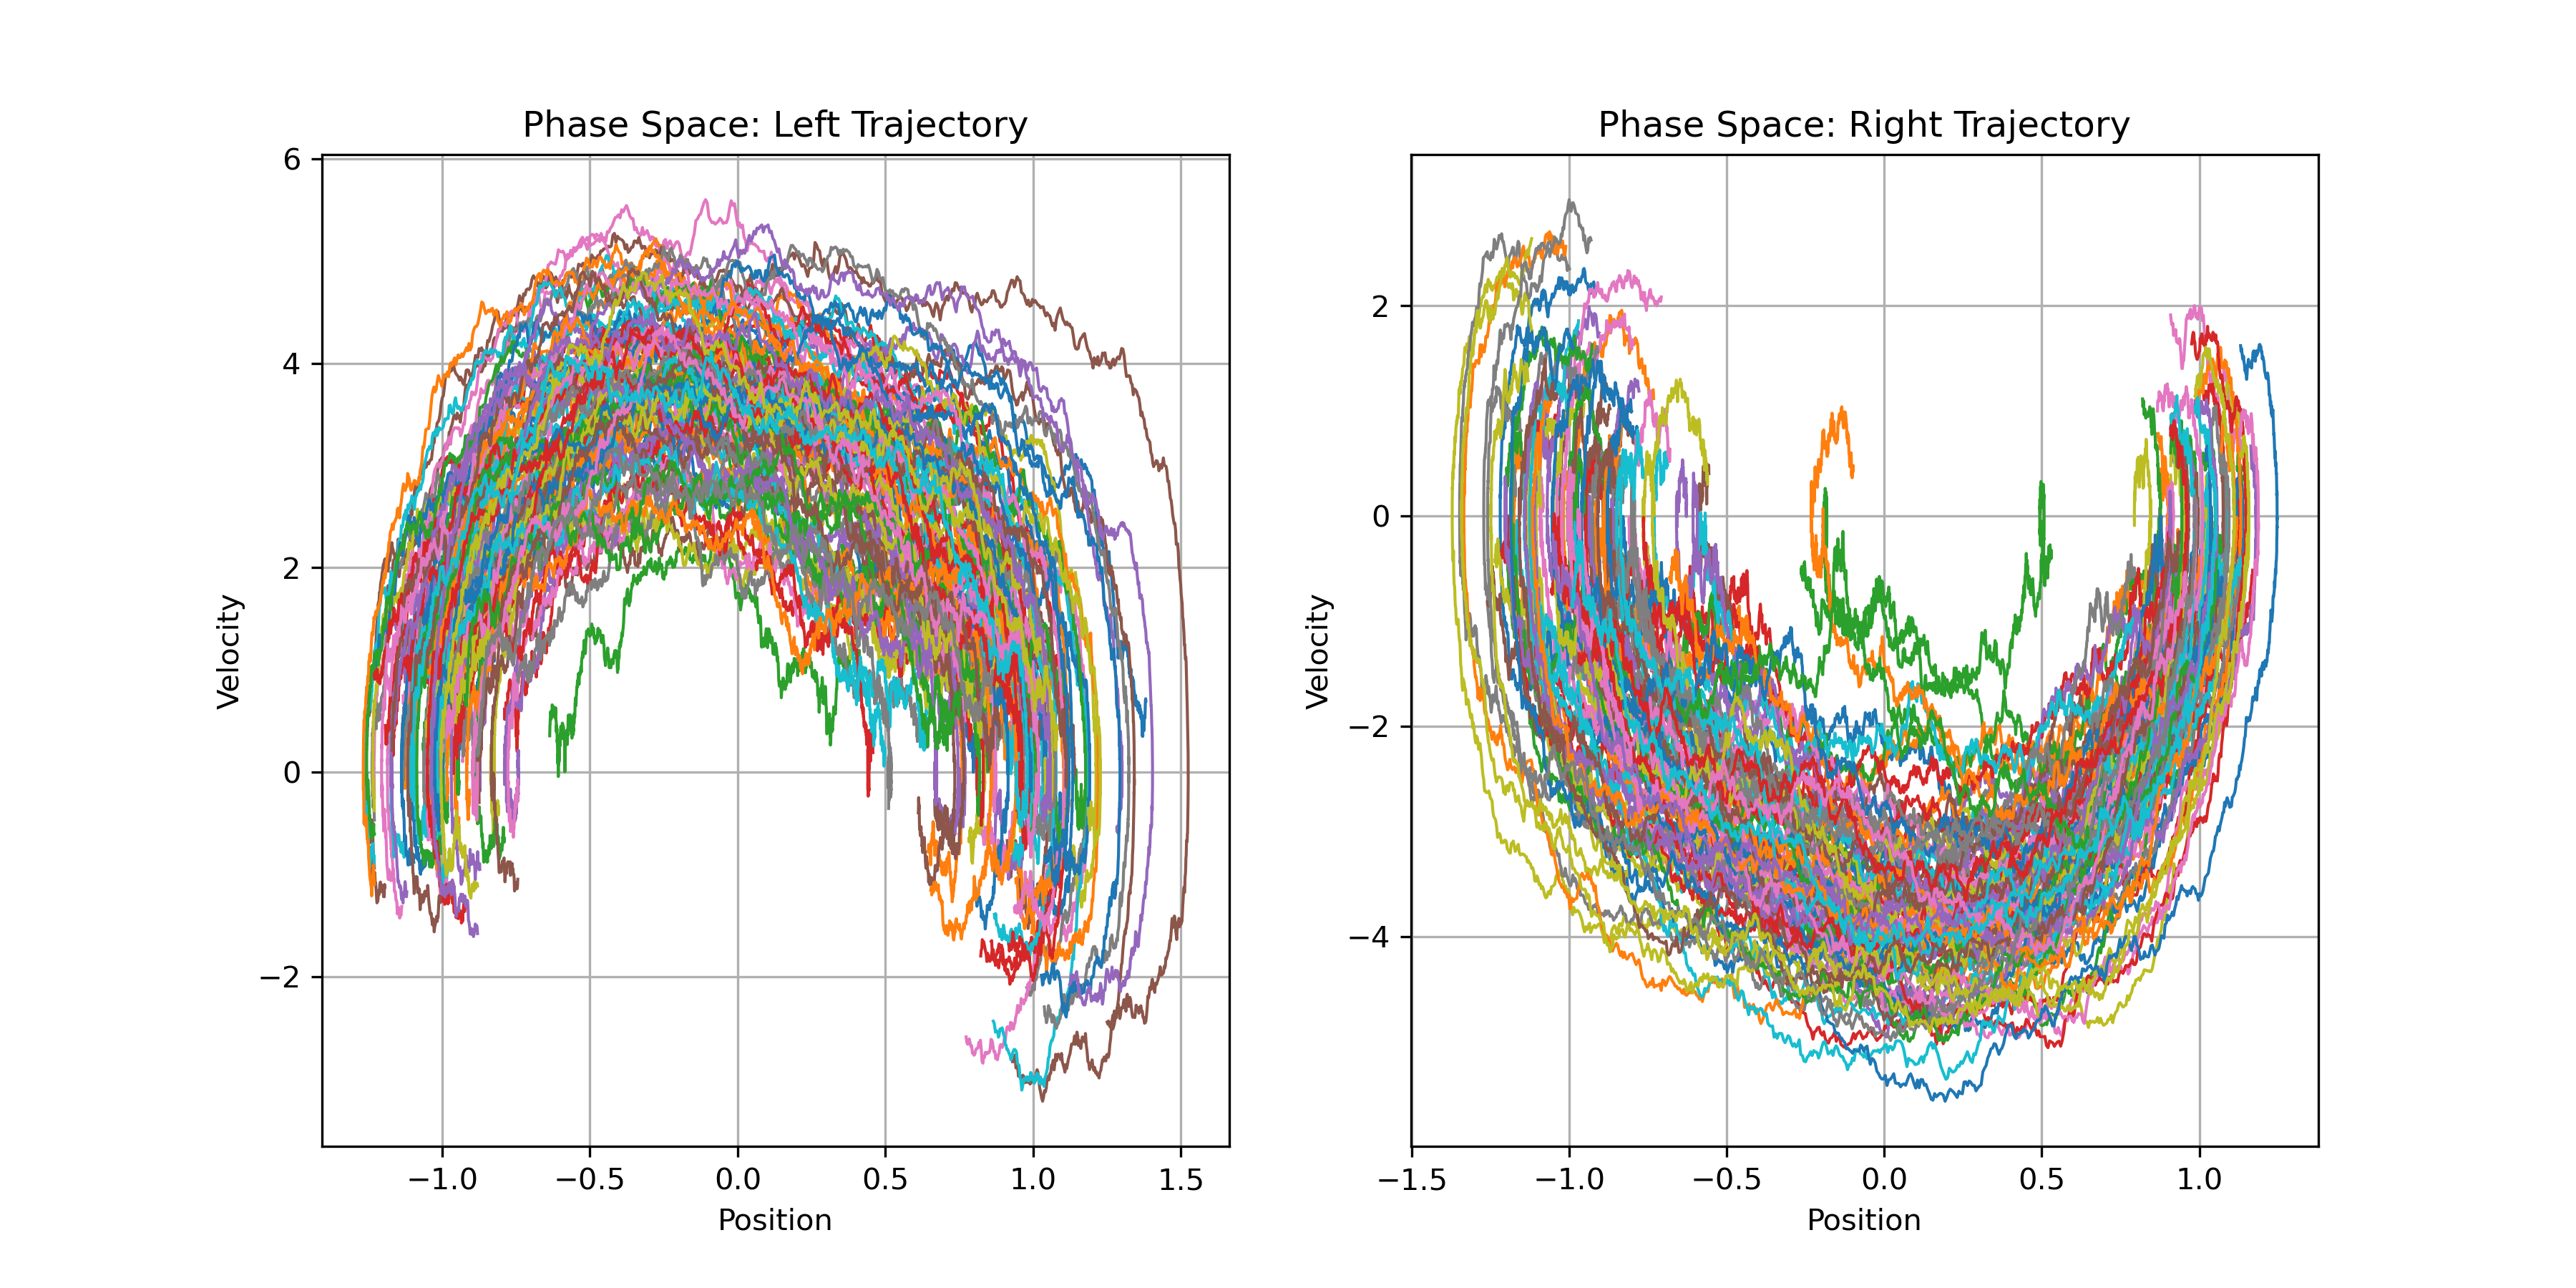 Phase Space: Left Trajectory
6
4
2
0
−2
Velocity
−1.0 −0.5 0.0 0.5 1.0 1.5
Position
Phase Space: Right Trajectory
2
0
−2
−4
Velocity
−1.5 −1.0 −0.5 0.0 0.5 1.0
Position